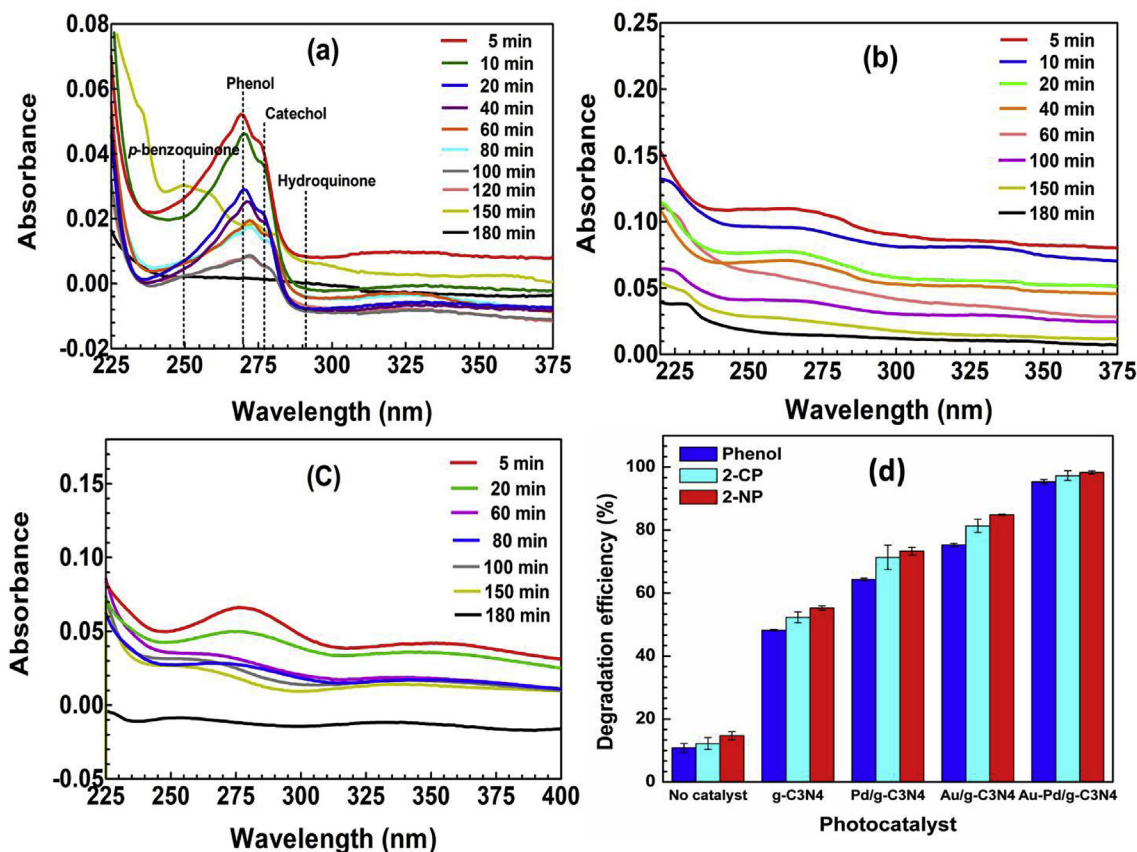 (a)
Absorbance
0.08
0.06
0.04
0.02
0.00
-0.02
Phenol
Catechol
p-benzoquinone
Hydroquinone
5 min
10 min
20 min
40 min
60 min
80 min
100 min
120 min
150 min
180 min
225 250 275 300 325 350 375
Wavelength (nm)
(b)
Absorbance
0.25
0.20
0.15
0.10
0.05
0.00
5 min
10 min
20 min
40 min
60 min
100 min
150 min
180 min
225 250 275 300 325 350 375
Wavelength (nm)
(C)
Absorbance
0.15
0.10
0.05
0.00
-0.05
5 min
20 min
60 min
80 min
100 min
150 min
180 min
225 250 275 300 325 350 375 400
Wavelength (nm)
(d)
Degradation efficiency (%)
100
80
60
40
20
0
Phenol
2-CP
2-NP
No catalyst g-C3N4 Pd/g-C3N4 Au/g-C3N4 Au-Pd/g-C3N4
Photocatalyst